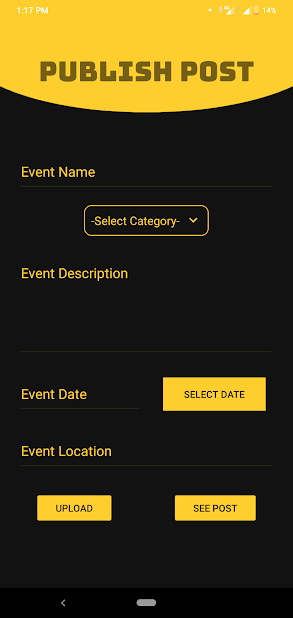 1:17 PM 14%
PUBLISH POST
Event Name
-Select Category-
Event Description
Event Date SELECT DATE
Event Location
UPLOAD SEE POST